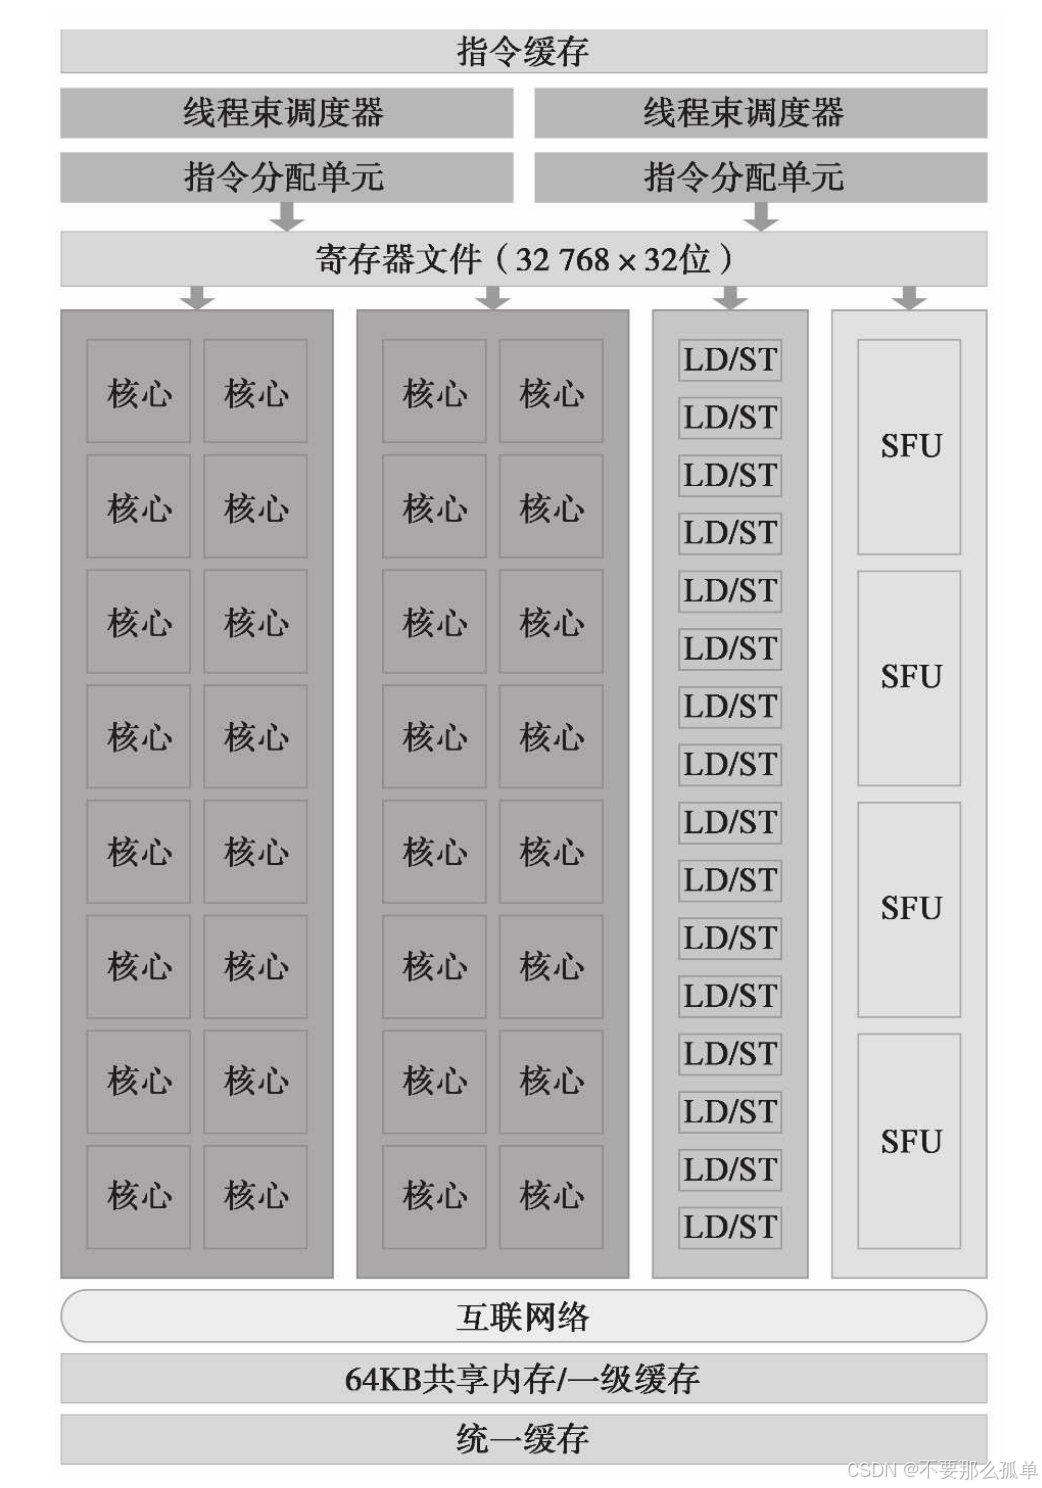 指令缓存
线程束调度器 线程束调度器
指令分配单元 指令分配单元
寄存器文件（32 768×32位）
核心 核心 核心 核心 LD/ST
LD/ST SFU
核心 核心 核心 核心 LD/ST
LD/ST
核心 核心 核心 核心 LD/ST
LD/ST SFU
核心 核心 核心 核心 LD/ST
LD/ST
核心 核心 核心 核心 LD/ST
LD/ST SFU
核心 核心 核心 核心 LD/ST
LD/ST
核心 核心 核心 核心 LD/ST
LD/ST SFU
核心 核心 核心 核心 LD/ST
LD/ST
互联网络
64KB共享内存/一级缓存
统一缓存
CSDN @不要那么孤单